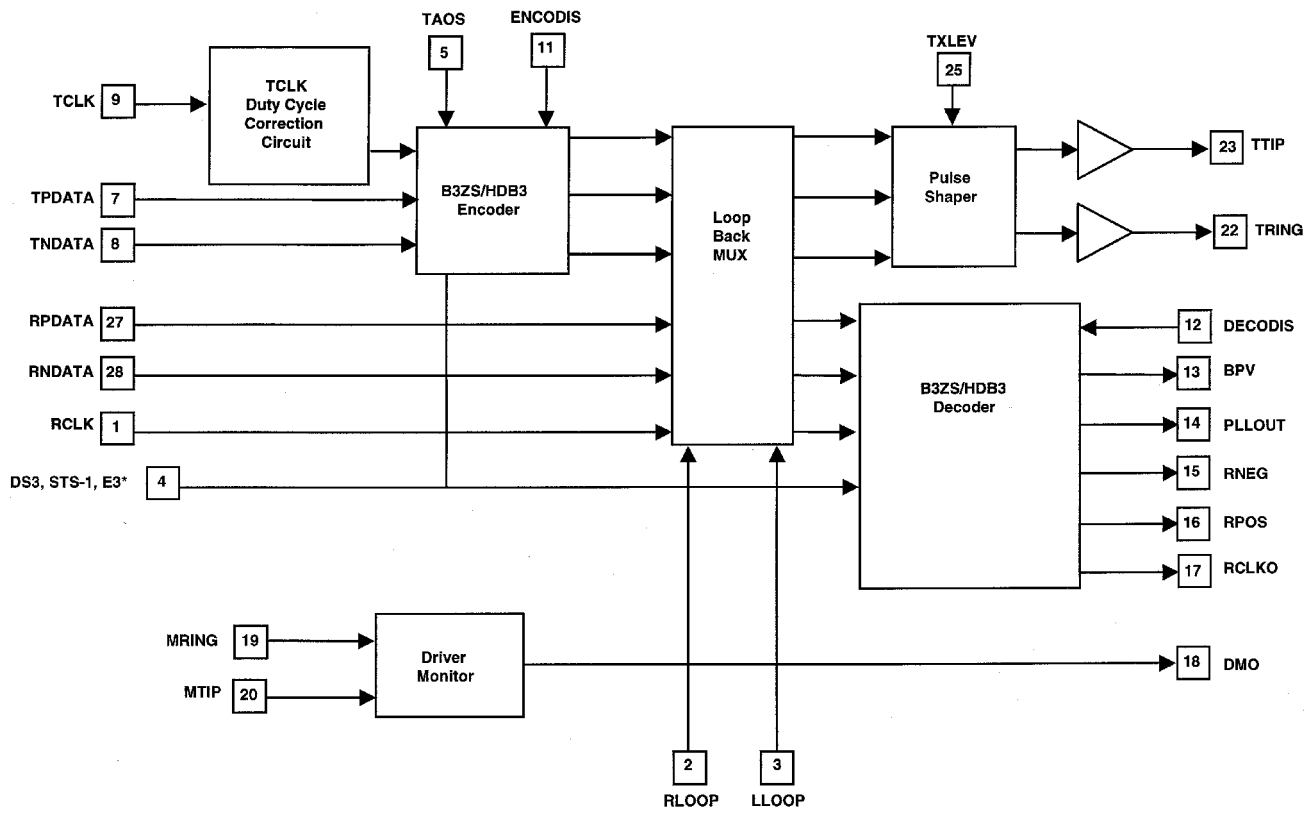 TAOS
5
ENCODIS
11
TXLEV
25
TCLK
9
TCLK
Duty Cycle
Correction
Circuit
TPDATA
7
TNDATA
8
B3ZS/HDB3
Encoder
Loop
Back
MUX
Pulse
Shaper
23
TTIP
22
TRING
RPDATA
27
RNDATA
28
RCLK
1
DS3, STS-1, E3*
4
B3ZS/HDB3
Decoder
12
DECODIS
13
BPV
14
PLLOUT
15
RNEG
16
RPOS
17
RCLKO
MRING
19
MTIP
20
Driver
Monitor
18
DMO
2
RLOOP
3
LLOOP